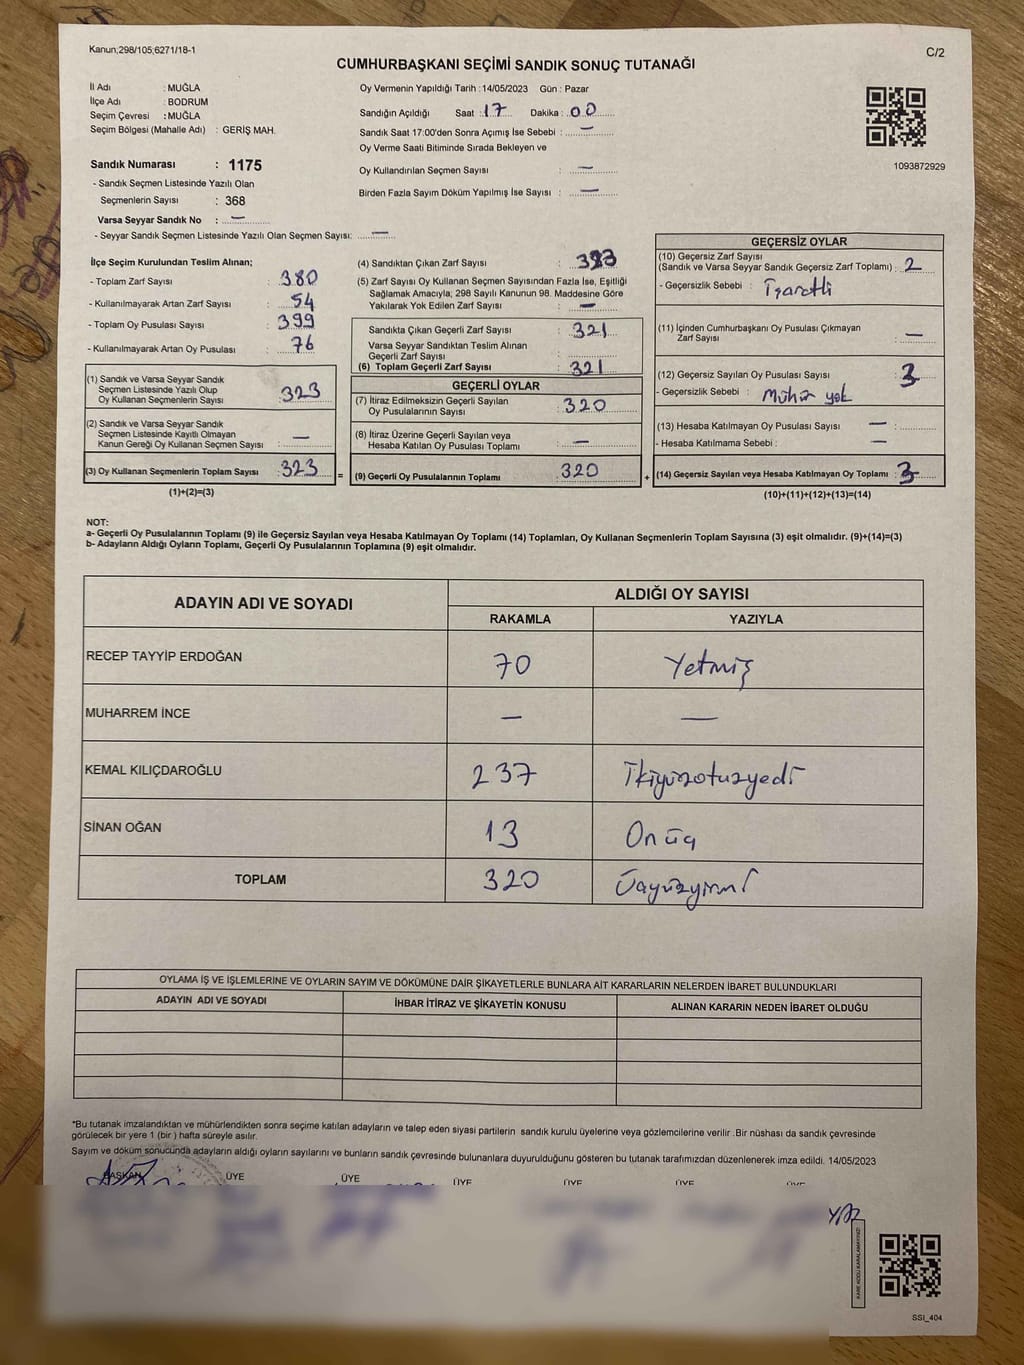 Kanun;298/105;6271/18-1
C/2
CUMHURBAŞKANI SEÇİMİ SANDIK SONUÇ TUTANAĞI
İl Adı : MUĞLA
İlçe Adı : BODRUM
Seçim Çevresi : MUĞLA
Seçim Bölgesi (Mahalle Adı) : GERİŞ MAH.
Sandık Numarası : 1175
- Sandık Seçmen Listesinde Yazılı Olan
Seçmenlerin Sayısı : 368
Varsa Seyyar Sandık No : —
- Seyyar Sandık Seçmen Listesinde Yazılı Olan Seçmen Sayısı: —
Oy Vermenin Yapıldığı Tarih : 14/05/2023 Gün : Pazar
Sandığın Açıldığı Saat : 17 Dakika : 00
Sandık Saat 17:00'den Sonra Açımış İse Sebebi : —
Oy Verme Saati Bitiminde Sırada Bekleyen ve
Oy Kullandırılan Seçmen Sayısı : —
Birden Fazla Sayım Döküm Yapılmış İse Sayısı : —
1093872929
İlçe Seçim Kurulundan Teslim Alınan;
- Toplam Zarf Sayısı : 380
- Kullanılmayarak Artan Zarf Sayısı : 54
- Toplam Oy Pusulası Sayısı : 399
- Kullanılmayarak Artan Oy Pusulası : 76
(1) Sandık ve Varsa Seyyar Sandık
Seçmen Listesinde Yazılı Olup
Oy Kullanan Seçmenlerin Sayısı : 323
(2) Sandık ve Varsa Seyyar Sandık
Seçmen Listesinde Kayıtlı Olmayan
Kanun Gereği Oy Kullanan Seçmen Sayısı : —
(3) Oy Kullanan Seçmenlerin Toplam Sayısı : 323 =
(1)+(2)=(3)
(4) Sandıktan Çıkan Zarf Sayısı : 323
(5) Zarf Sayısı Oy Kullanan Seçmen Sayısından Fazla İse, Eşitliği
Sağlamak Amacıyla; 298 Sayılı Kanunun 98. Maddesine Göre
Yakılarak Yok Edilen Zarf Sayısı : —
Sandıkta Çıkan Geçerli Zarf Sayısı : 321
Varsa Seyyar Sandıktan Teslim Alınan
Geçerli Zarf Sayısı :
(6) Toplam Geçerli Zarf Sayısı : 321
GEÇERLİ OYLAR
(7) İtiraz Edilmeksizin Geçerli Sayılan
Oy Pusulalarının Sayısı : 320
(8) İtiraz Üzerine Geçerli Sayılan veya
Hesaba Katılan Oy Pusulası Toplamı : —
(9) Geçerli Oy Pusulalarının Toplamı : 320 +
GEÇERSİZ OYLAR
(10) Geçersiz Zarf Sayısı
(Sandık ve Varsa Seyyar Sandık Geçersiz Zarf Toplamı) : 2
- Geçersizlik Sebebi : İşaretli
(11) İçinden Cumhurbaşkanı Oy Pusulası Çıkmayan
Zarf Sayısı : —
(12) Geçersiz Sayılan Oy Pusulası Sayısı : 3
- Geçersizlik Sebebi : Mühür yok
(13) Hesaba Katılmayan Oy Pusulası Sayısı : —
- Hesaba Katılmama Sebebi : —
(14) Geçersiz Sayılan veya Hesaba Katılmayan Oy Toplamı : 3
(10)+(11)+(12)+(13)=(14)
NOT:
a- Geçerli Oy Pusulalarının Toplamı (9) ile Geçersiz Sayılan veya Hesaba Katılmayan Oy Toplamı (14) Toplamları, Oy Kullanan Seçmenlerin Toplam Sayısına (3) eşit olmalıdır. (9)+(14)=(3)
b- Adayların Aldığı Oyların Toplamı, Geçerli Oy Pusulalarının Toplamına (9) eşit olmalıdır.
ADAYIN ADI VE SOYADI
ALDIĞI OY SAYISI
RAKAMLA YAZIYLA
RECEP TAYYİP ERDOĞAN 70 Yetmiş
MUHARREM İNCE — —
KEMAL KILIÇDAROĞLU 237 İkiyüzotuzyedi
SİNAN OĞAN 13 Onüç
TOPLAM 320 Üçyüzyirmi
OYLAMA İŞ VE İŞLEMLERİNE VE OYLARIN SAYIM VE DÖKÜMÜNE DAİR ŞİKAYETLERLE BUNLARA AİT KARARLARIN NELERDEN İBARET BULUNDUKLARI
ADAYIN ADI VE SOYADI İHBAR İTİRAZ VE ŞİKAYETİN KONUSU ALINAN KARARIN NEDEN İBARET OLDUĞU
*Bu tutanak imzalandıktan ve mühürlendikten sonra seçime katılan adayların ve talep eden siyasi partilerin sandık kurulu üyelerine veya gözlemcilerine verilir .Bir nüshası da sandık çevresinde
görülecek bir yere 1 (bir ) hafta süreyle asılır.
Sayım ve döküm sonucunda adayların aldığı oyların sayılarını ve bunların sandık çevresinde bulunanlara duyurulduğunu gösteren bu tutanak tarafımızdan düzenlenerek imza edildi. 14/05/2023
BAŞKAN ÜYE ÜYE ÜYE ÜYE ÜYE ÜYE
KARE KODU KARALAMAYINIZ!
SSI_404